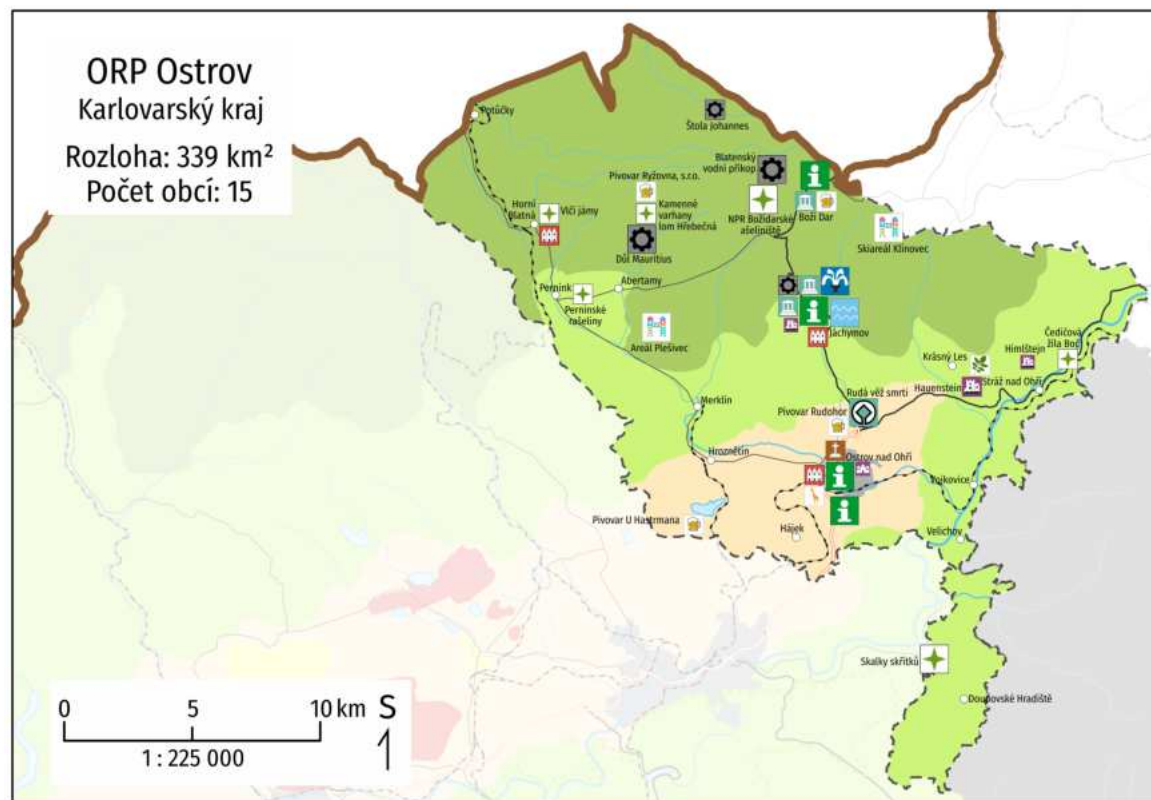 ORP Ostrov
Karlovarský kraj
Rozloha: 339 km²
Počet obcí: 15
Potůčky
Štola Johannes
Blatenský
vodní příkop
Pivovar Ryžovna, s.r.o.
Horní
Blatná
Vlčí jámy
Kamenné
varhany
lom Hřebečná
NPR Božídarské
rašeliniště
Boží Dar
Skiareál Klínovec
Důl Mauritius
Abertamy
Pernink
Perninské
rašeliny
Areál Plešivec
Jáchymov
Čedičová
žíla Boč
Himlštejn
Krásný Les
Hauenstein
Stráž nad Ohří
Rudá věž smrti
Merklín
Pivovar Rudohor
Hroznětín
Ostrov nad Ohří
Vojkovice
Pivovar U Hastrmana
Hájek
Velichov
Skalky skřítků
Doupovské Hradiště
0 5 10 km
1 : 225 000
S